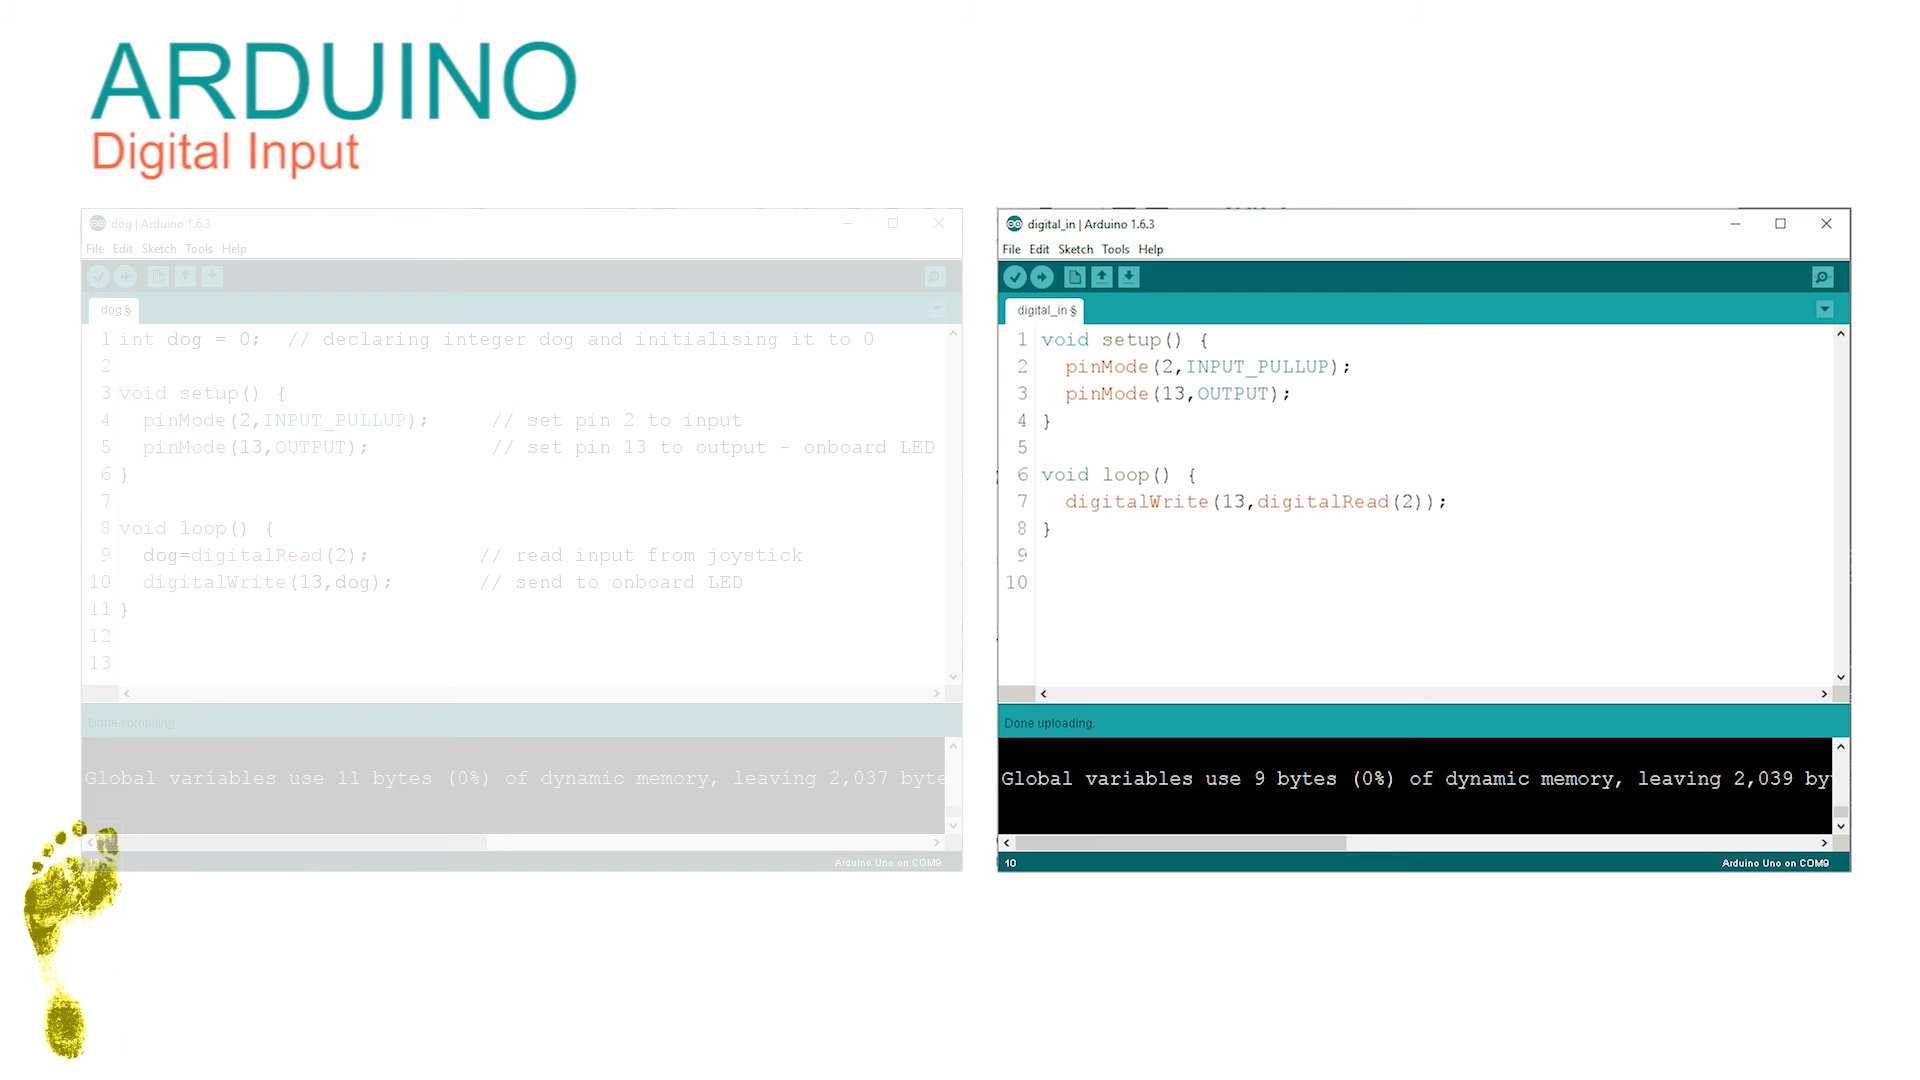 ARDUINO
Digital Input
dog | Arduino 1.6.3
File Edit Sketch Tools Help
dog §
1 int dog = 0;  // declaring integer dog and initialising it to 0
2
3 void setup() {
4   pinMode(2,INPUT_PULLUP);     // set pin 2 to input
5   pinMode(13,OUTPUT);          // set pin 13 to output - onboard LED
6 }
7
8 void loop() {
9   dog=digitalRead(2);         // read input from joystick
10   digitalWrite(13,dog);       // send to onboard LED
11 }
12
13
Done compiling.
Global variables use 11 bytes (0%) of dynamic memory, leaving 2,037 byte
13
Arduino Uno on COM9
digital_in | Arduino 1.6.3
File Edit Sketch Tools Help
digital_in §
1 void setup() {
2   pinMode(2,INPUT_PULLUP);
3   pinMode(13,OUTPUT);
4 }
5
6 void loop() {
7   digitalWrite(13,digitalRead(2));
8 }
9
10
Done uploading.
Global variables use 9 bytes (0%) of dynamic memory, leaving 2,039 by
10
Arduino Uno on COM9